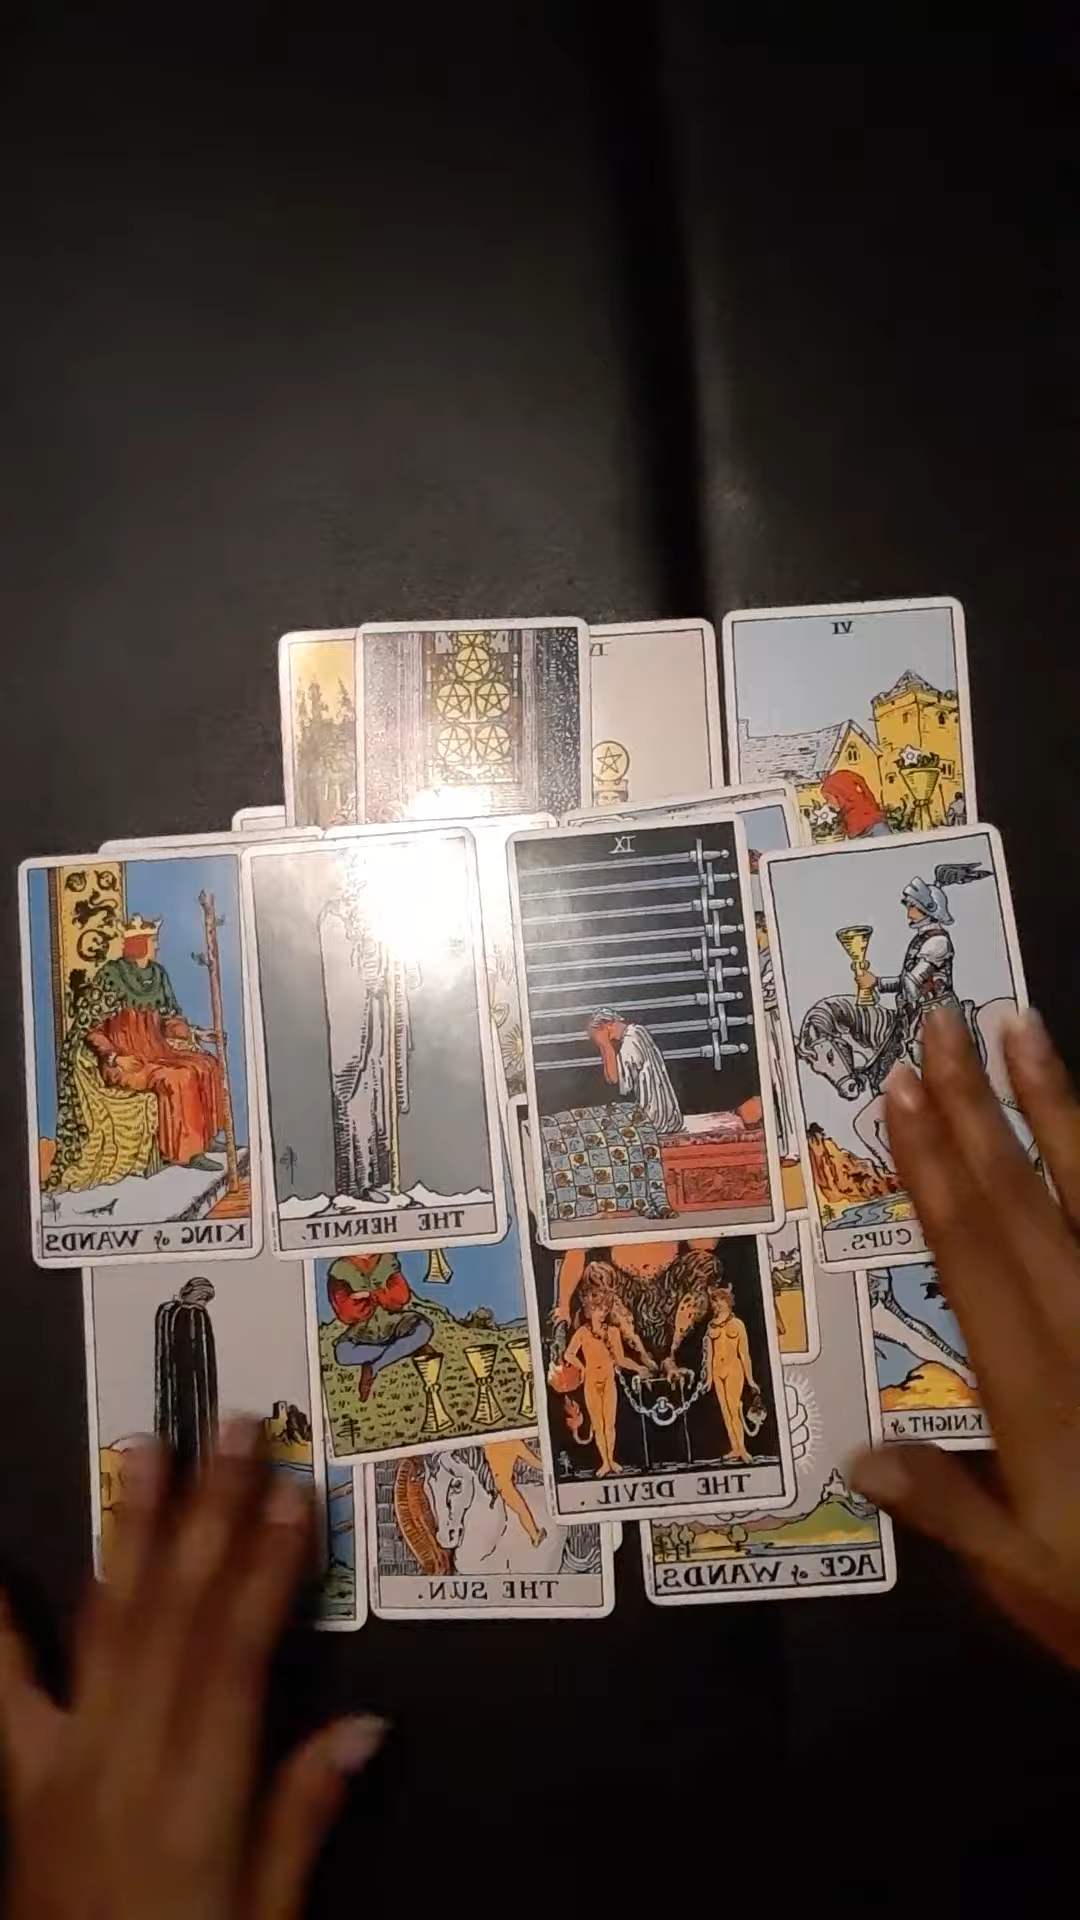 VI
IX
KING of WANDS
THE HERMIT.
CUPS.
KNIGHT of
THE DEVIL.
THE SUN.
ACE of WANDS.